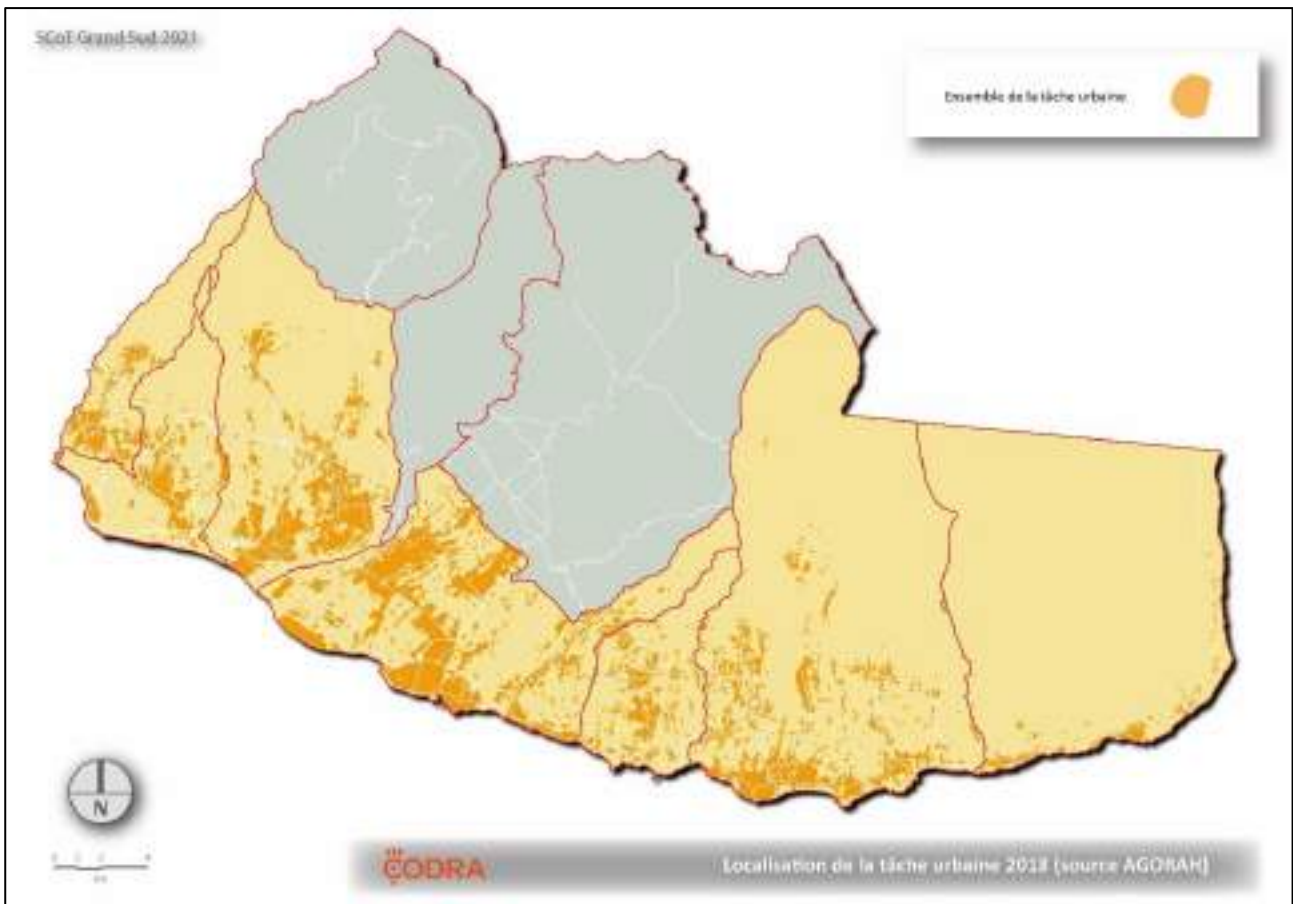 SCoT Grand Sud 2021
Ensemble de la tâche urbaine
N
CODRA
Localisation de la tâche urbaine 2018 (source AGORAH)